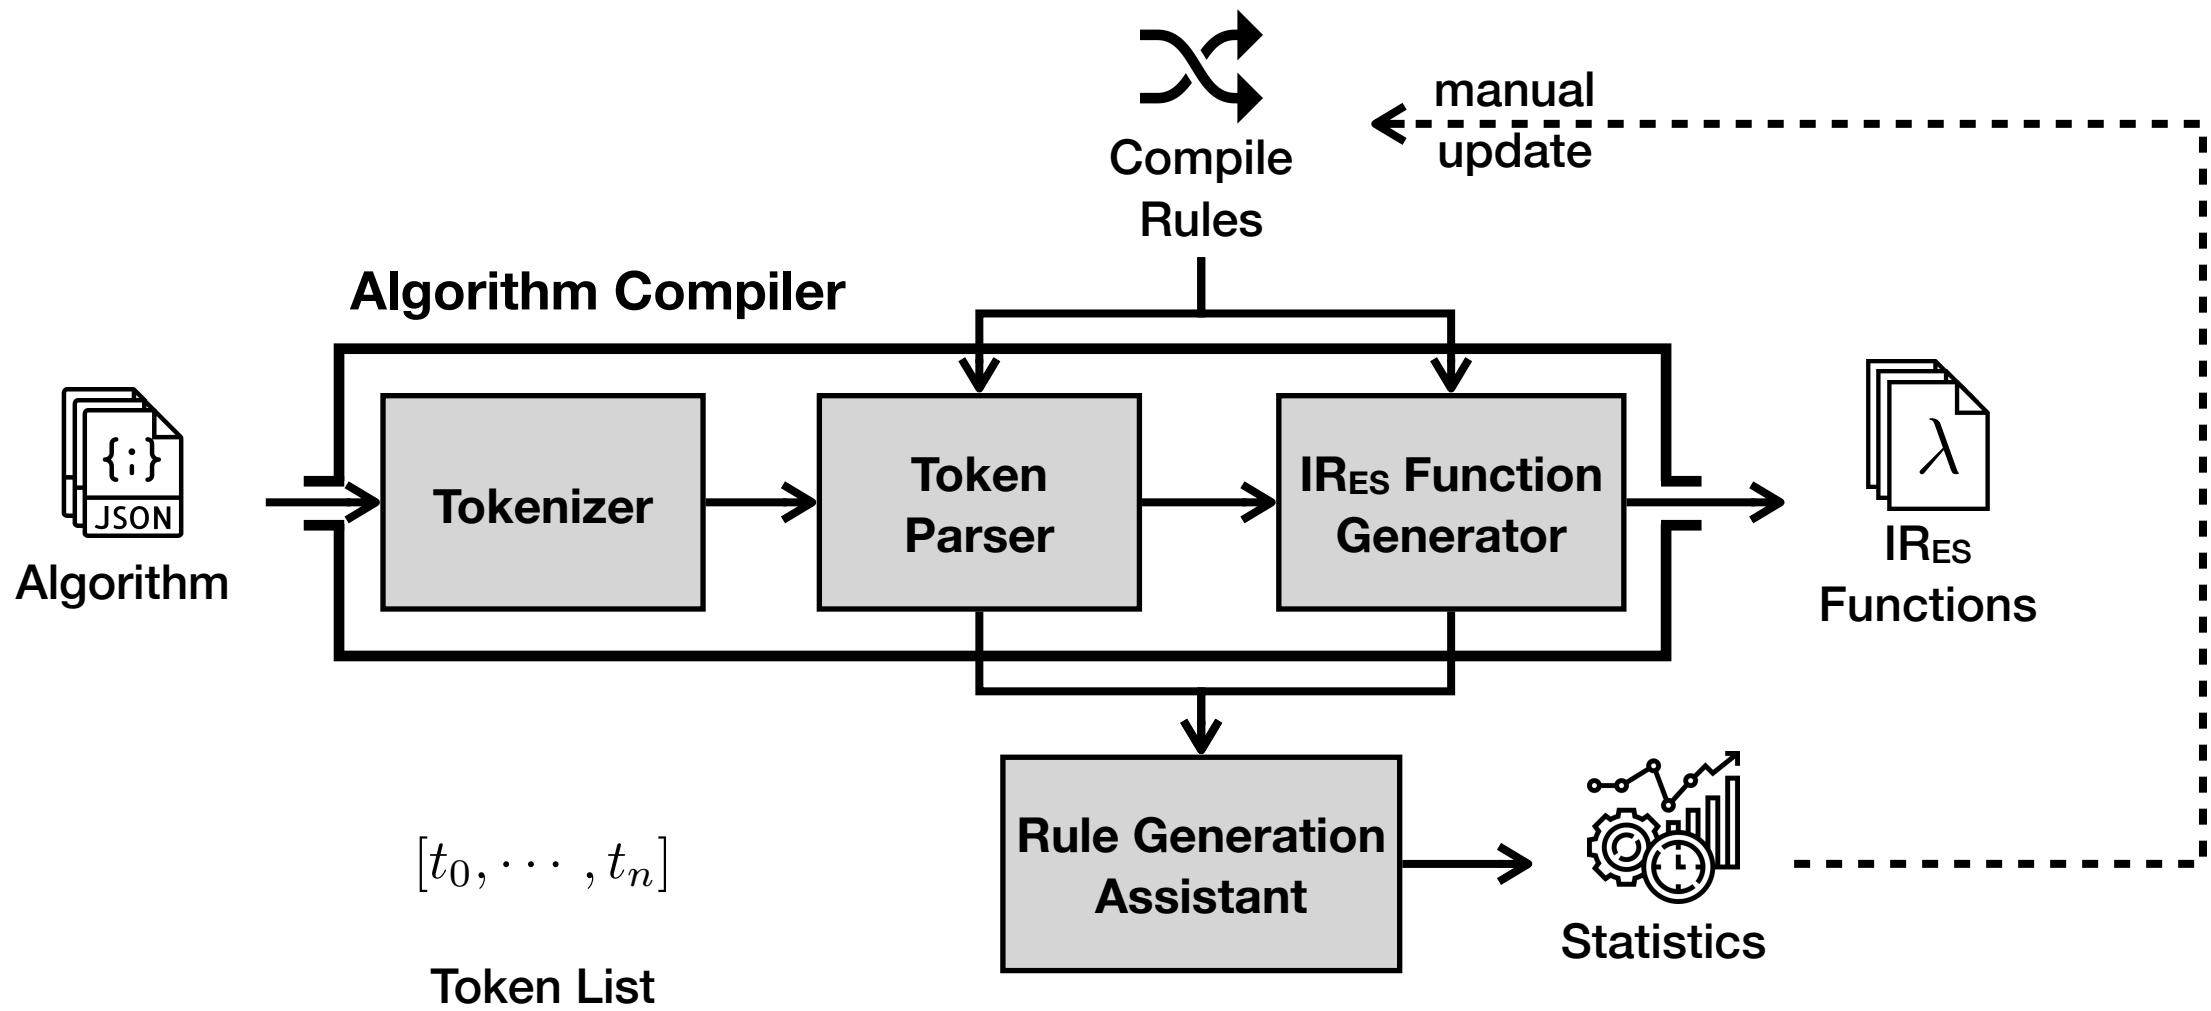 manual
update
Compile
Rules
Algorithm Compiler
{;}
JSON
Algorithm
Tokenizer
Token
Parser
IRES Function
Generator
λ
IRES
Functions
Rule Generation
Assistant
Statistics
[t0, ⋯ , tn]
Token List